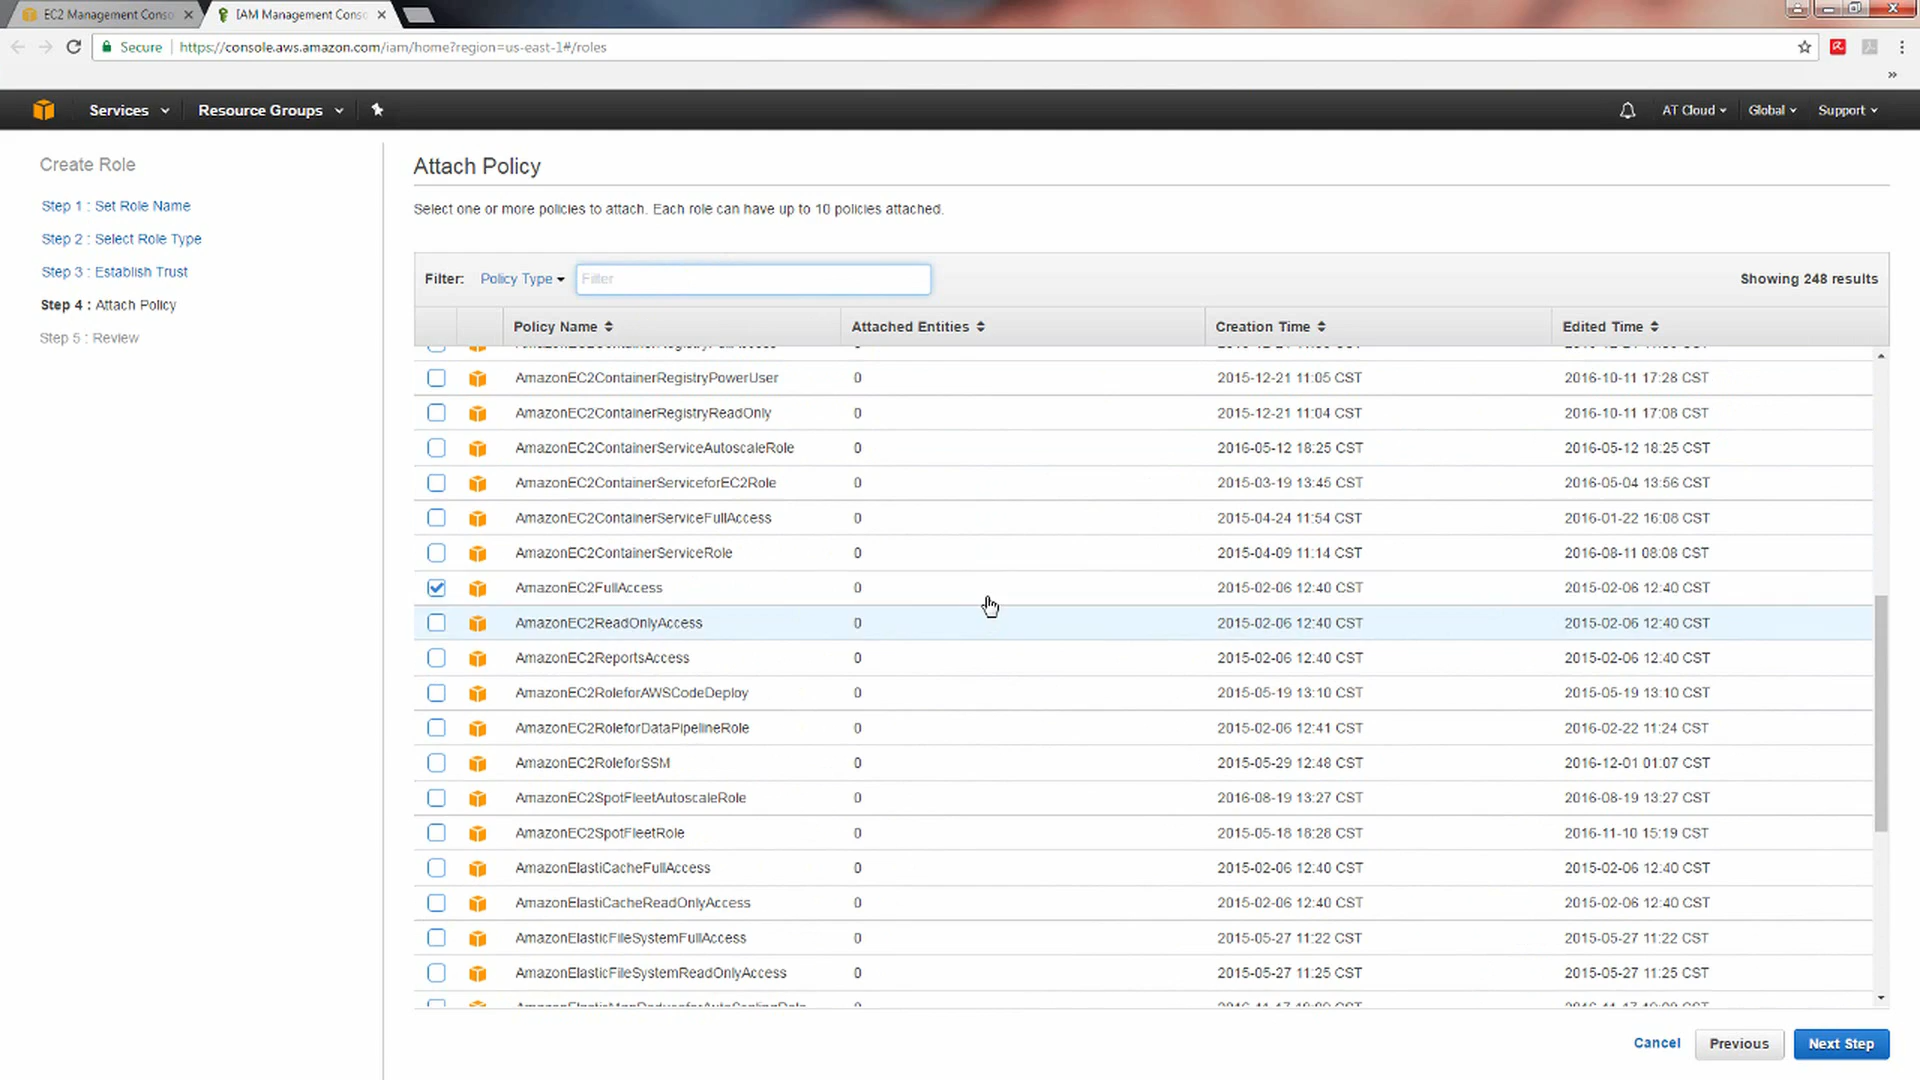 EC2 Management Conso
IAM Management Conso
Secure
https://console.aws.amazon.com/iam/home?region=us-east-1#/roles
»
Services
Resource Groups
AT Cloud
Global
Support
Create Role
Step 1 : Set Role Name
Step 2 : Select Role Type
Step 3 : Establish Trust
Step 4 : Attach Policy
Step 5 : Review
Attach Policy
Select one or more policies to attach. Each role can have up to 10 policies attached.
Filter: Policy Type Filter Showing 248 results
Policy Name Attached Entities Creation Time Edited Time
AmazonEC2ContainerRegistryPowerUser 0 2015-12-21 11:05 CST 2016-10-11 17:28 CST
AmazonEC2ContainerRegistryReadOnly 0 2015-12-21 11:04 CST 2016-10-11 17:08 CST
AmazonEC2ContainerServiceAutoscaleRole 0 2016-05-12 18:25 CST 2016-05-12 18:25 CST
AmazonEC2ContainerServiceforEC2Role 0 2015-03-19 13:45 CST 2016-05-04 13:56 CST
AmazonEC2ContainerServiceFullAccess 0 2015-04-24 11:54 CST 2016-01-22 16:08 CST
AmazonEC2ContainerServiceRole 0 2015-04-09 11:14 CST 2016-08-11 08:08 CST
AmazonEC2FullAccess 0 2015-02-06 12:40 CST 2015-02-06 12:40 CST
AmazonEC2ReadOnlyAccess 0 2015-02-06 12:40 CST 2015-02-06 12:40 CST
AmazonEC2ReportsAccess 0 2015-02-06 12:40 CST 2015-02-06 12:40 CST
AmazonEC2RoleforAWSCodeDeploy 0 2015-05-19 13:10 CST 2015-05-19 13:10 CST
AmazonEC2RoleforDataPipelineRole 0 2015-02-06 12:41 CST 2016-02-22 11:24 CST
AmazonEC2RoleforSSM 0 2015-05-29 12:48 CST 2016-12-01 01:07 CST
AmazonEC2SpotFleetAutoscaleRole 0 2016-08-19 13:27 CST 2016-08-19 13:27 CST
AmazonEC2SpotFleetRole 0 2015-05-18 18:28 CST 2016-11-10 15:19 CST
AmazonElastiCacheFullAccess 0 2015-02-06 12:40 CST 2015-02-06 12:40 CST
AmazonElastiCacheReadOnlyAccess 0 2015-02-06 12:40 CST 2015-02-06 12:40 CST
AmazonElasticFileSystemFullAccess 0 2015-05-27 11:22 CST 2015-05-27 11:22 CST
AmazonElasticFileSystemReadOnlyAccess 0 2015-05-27 11:25 CST 2015-05-27 11:25 CST
Cancel Previous Next Step